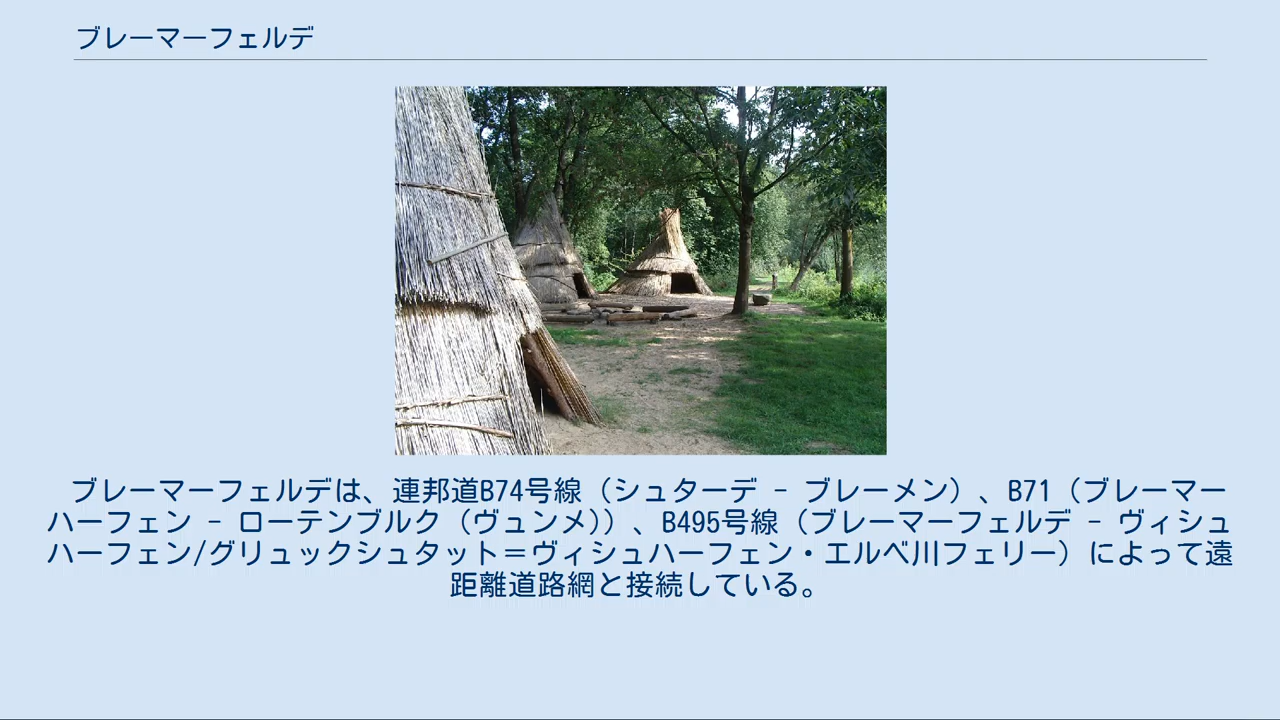 ブレーマーフェルデ
ブレーマーフェルデは、連邦道B74号線（シュターデ - ブレーメン）、B71（ブレーマー
ハーフェン - ローテンブルク（ヴュンメ））、B495号線（ブレーマーフェルデ - ヴィシュ
ハーフェン/グリュックシュタット＝ヴィシュハーフェン・エルベ川フェリー）によって遠
距離道路網と接続している。